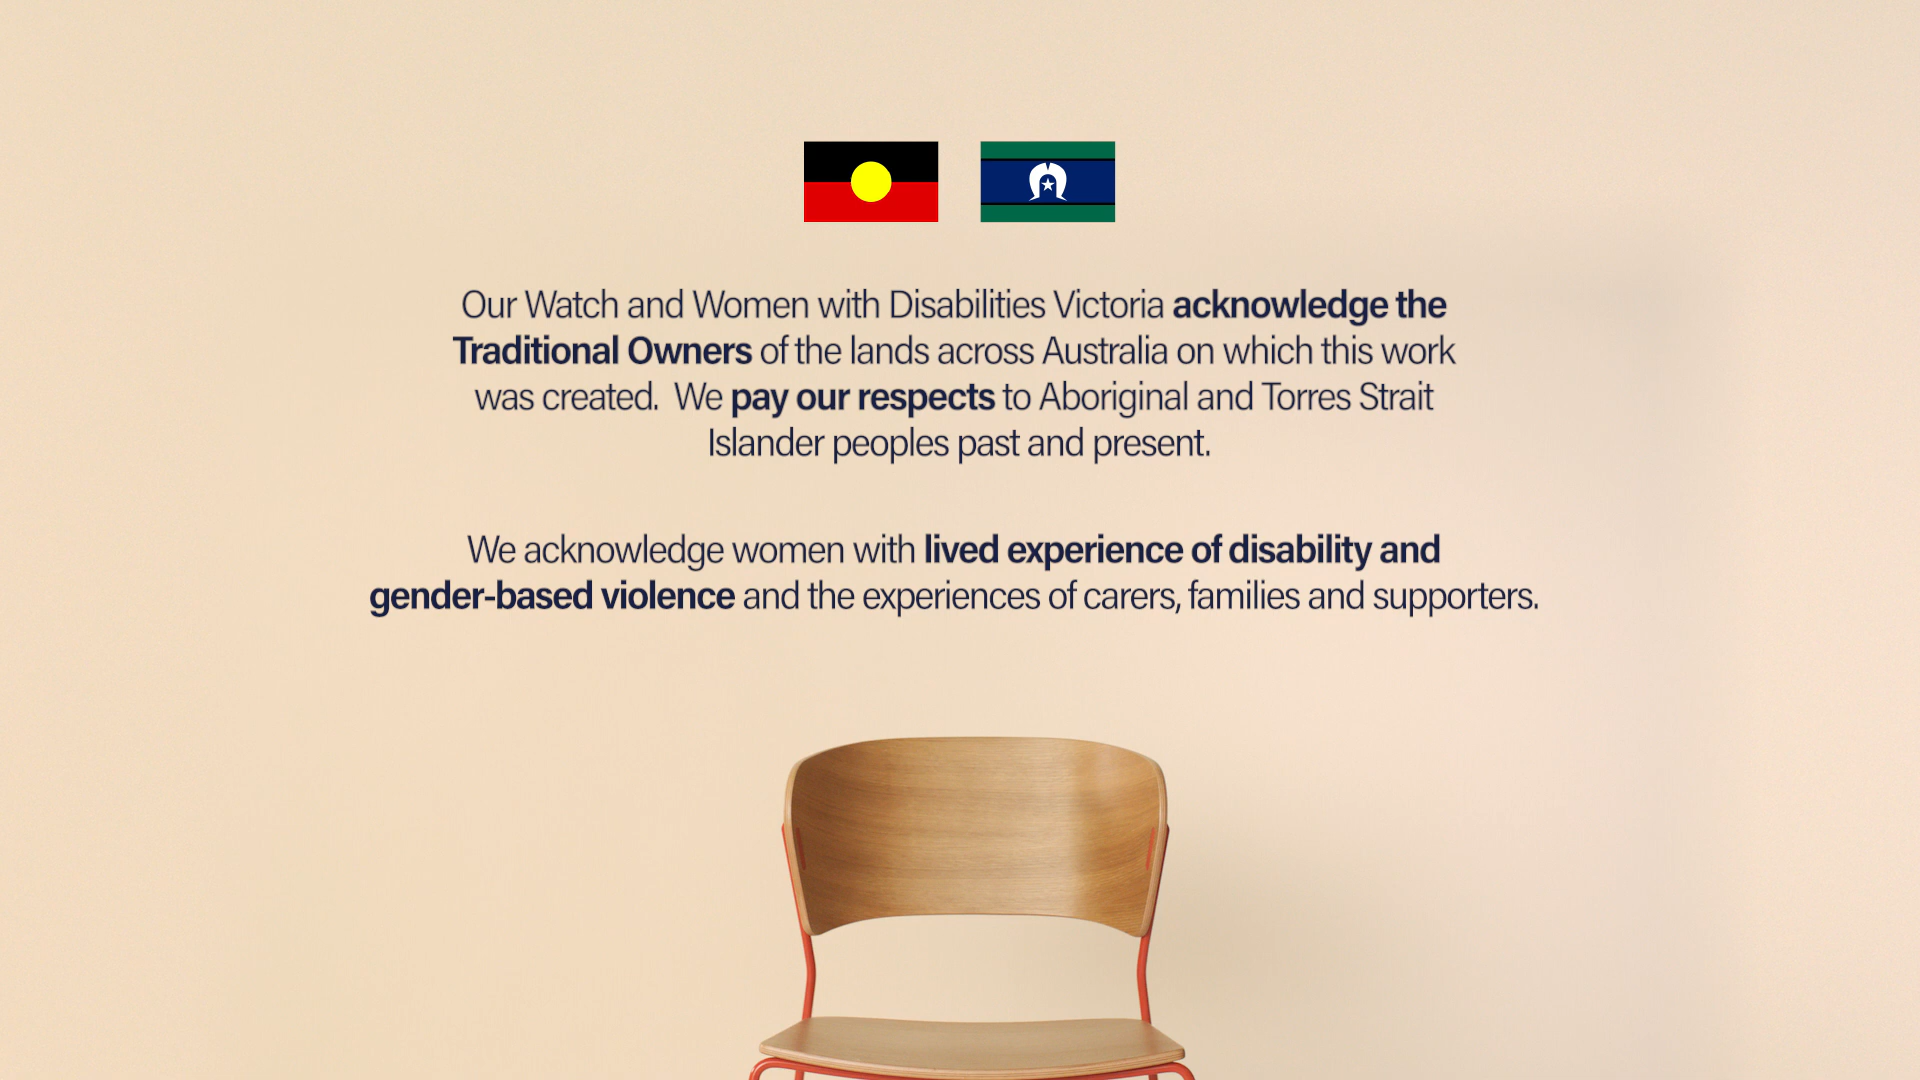 Our Watch and Women with Disabilities Victoria acknowledge the
Traditional Owners of the lands across Australia on which this work
was created.  We pay our respects to Aboriginal and Torres Strait
Islander peoples past and present.
We acknowledge women with lived experience of disability and
gender-based violence and the experiences of carers, families and supporters.